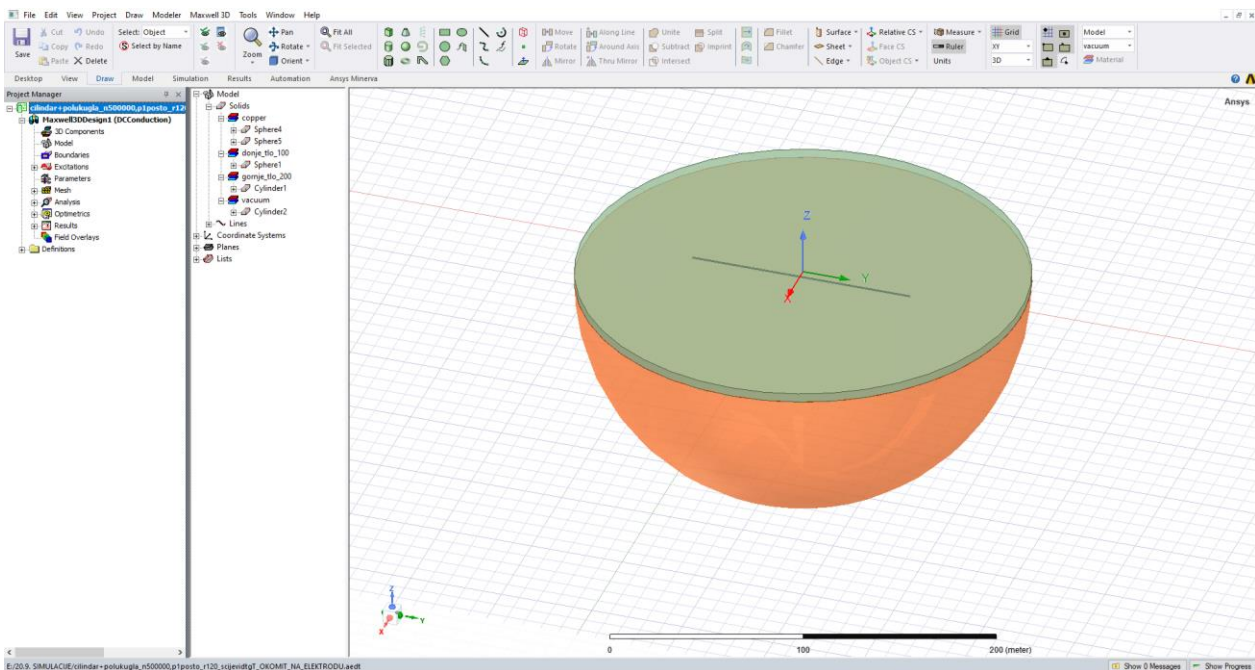 File Edit View Project Draw Modeler Maxwell 3D Tools Window Help
Save
Cut Undo
Copy Redo
Paste Delete
Select: Object
Select by Name
Zoom
Pan
Rotate
Orient
Fit All
Fit Selected
Move Along Line
Rotate Around Axis
Mirror Thru Mirror
Unite Split
Subtract Imprint
Intersect
Fillet
Chamfer
Surface
Sheet
Edge
Relative CS
Face CS
Object CS
Measure
Ruler
Units
Grid
XY
3D
Model
vacuum
Material
Desktop View Draw Model Simulation Results Automation Ansys Minerva
Project Manager
cilindar+polukugla_n500000,p1posto_r120
Maxwell3DDesign1 (DCConduction)
3D Components
Model
Boundaries
Excitations
Parameters
Mesh
Analysis
Optimetrics
Results
Field Overlays
Definitions
Model
Solids
copper
Sphere4
Sphere5
donje_tlo_100
Sphere1
gornje_tlo_200
Cylinder1
vacuum
Cylinder2
Lines
Coordinate Systems
Planes
Lists
Ansys
Z
Y
X
Z
Y
X
0 100 200 (meter)
E:/20.9. SIMULACIJE/cilindar+polukugla_n500000,p1posto_r120_scijevidtgT_OKOMIT_NA_ELEKTRODU.aedt
Show 0 Messages Show Progress